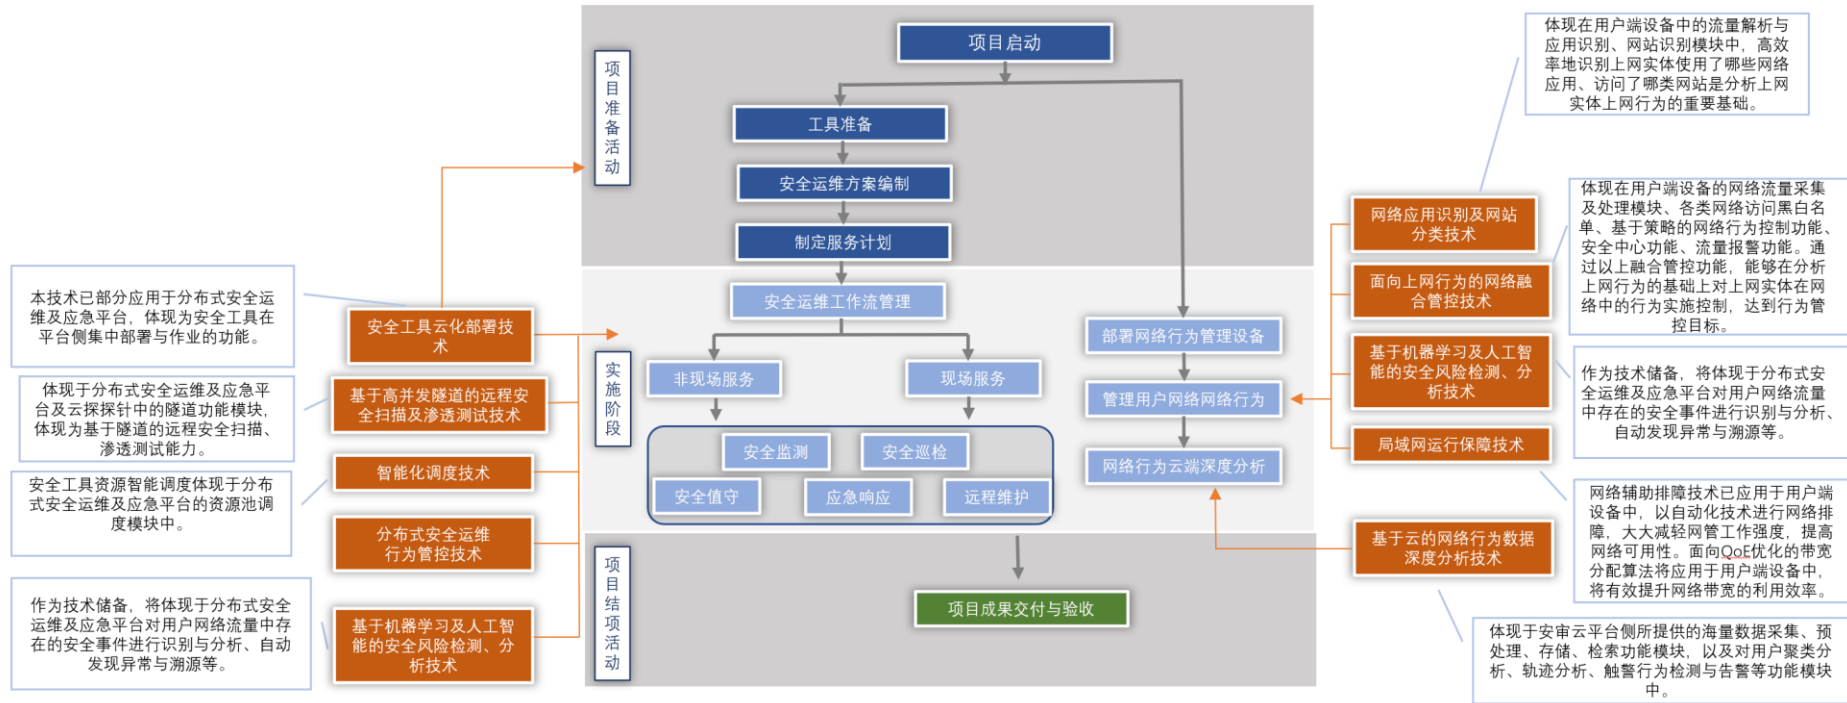 项目准备活动
项目启动
工具准备
安全运维方案编制
制定服务计划
实施阶段
安全运维工作流管理
非现场服务
现场服务
安全监测
安全巡检
安全值守
应急响应
远程维护
部署网络行为管理设备
管理用户网络网络行为
网络行为云端深度分析
项目结项活动
项目成果交付与验收
本技术已部分应用于分布式安全运
维及应急平台，体现为安全工具在
平台侧集中部署与作业的功能。
安全工具云化部署技
术
体现于分布式安全运维及应急平
台及云探探针中的隧道功能模块，
体现为基于隧道的远程安全扫描、
渗透测试能力。
基于高并发隧道的远程安
全扫描及渗透测试技术
安全工具资源智能调度体现于分布
式安全运维及应急平台的资源池调
度模块中。
智能化调度技术
分布式安全运维
行为管控技术
作为技术储备，将体现于分布式安全
运维及应急平台对用户网络流量中存
在的安全事件进行识别与分析、自动
发现异常与溯源等。
基于机器学习及人工智
能的安全风险检测、分
析技术
体现在用户端设备中的流量解析与
应用识别、网站识别模块中，高效
率地识别上网实体使用了哪些网络
应用、访问了哪类网站是分析上网
实体上网行为的重要基础。
网络应用识别及网站
分类技术
体现在用户端设备的网络流量采集
及处理模块、各类网络访问黑白名
单、基于策略的网络行为控制功能、
安全中心功能、流量报警功能。通
过以上融合管控功能，能够在分析
上网行为的基础上对上网实体在网
络中的行为实施控制，达到行为管
控目标。
面向上网行为的网络融
合管控技术
基于机器学习及人工智
能的安全风险检测、分
析技术
作为技术储备，将体现于分布式安
全运维及应急平台对用户网络流量
中存在的安全事件进行识别与分析、
自动发现异常与溯源等。
局域网运行保障技术
网络辅助排障技术已应用于用户端
设备中，以自动化技术进行网络排
障，大大减轻网管工作强度，提高
网络可用性。面向QoE优化的带宽
分配算法将应用于用户端设备中，
将有效提升网络带宽的利用效率。
基于云的网络行为数据
深度分析技术
体现于安审云平台侧所提供的海量数据采集、预
处理、存储、检索功能模块，以及对用户聚类分
析、轨迹分析、触警行为检测与告警等功能模块
中。